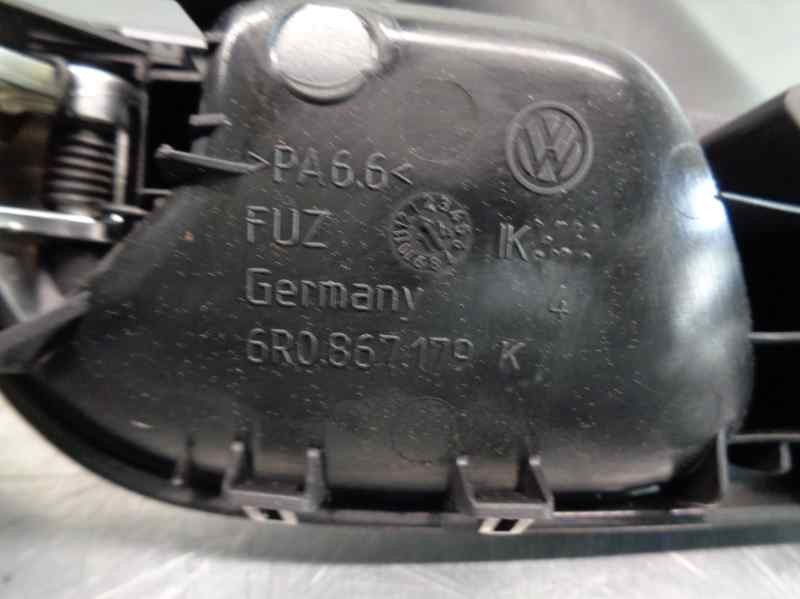 >PA6.6<
FUZ
K
Germany
4
6R0.867.179 K